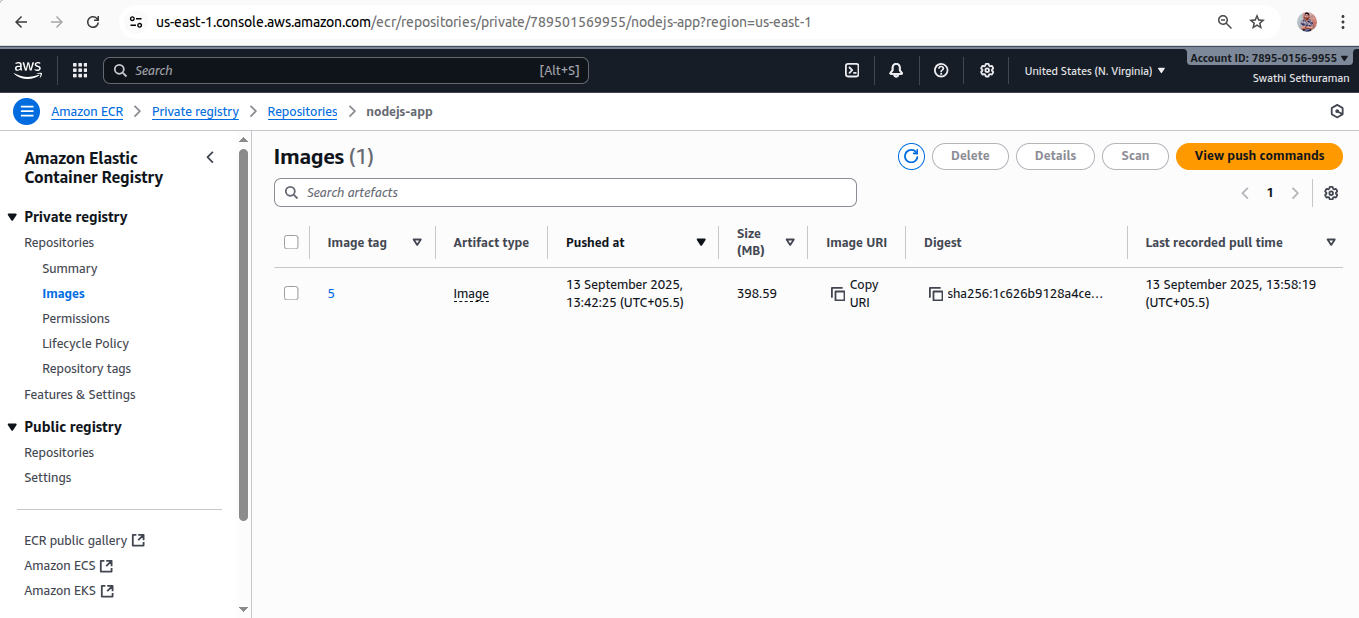 us-east-1.console.aws.amazon.com/ecr/repositories/private/789501569955/nodejs-app?region=us-east-1
aws
Search
[Alt+S]
United States (N. Virginia)
Account ID: 7895-0156-9955
Swathi Sethuraman
Amazon ECR > Private registry > Repositories > nodejs-app
Amazon Elastic
Container Registry
Private registry
Repositories
Summary
Images
Permissions
Lifecycle Policy
Repository tags
Features & Settings
Public registry
Repositories
Settings
ECR public gallery
Amazon ECS
Amazon EKS
Images (1)
Delete
Details
Scan
View push commands
Search artefacts
1
Image tag
Artifact type
Pushed at
Size
(MB)
Image URI
Digest
Last recorded pull time
5
Image
13 September 2025,
13:42:25 (UTC+05.5)
398.59
Copy
URI
sha256:1c626b9128a4ce...
13 September 2025, 13:58:19
(UTC+05.5)